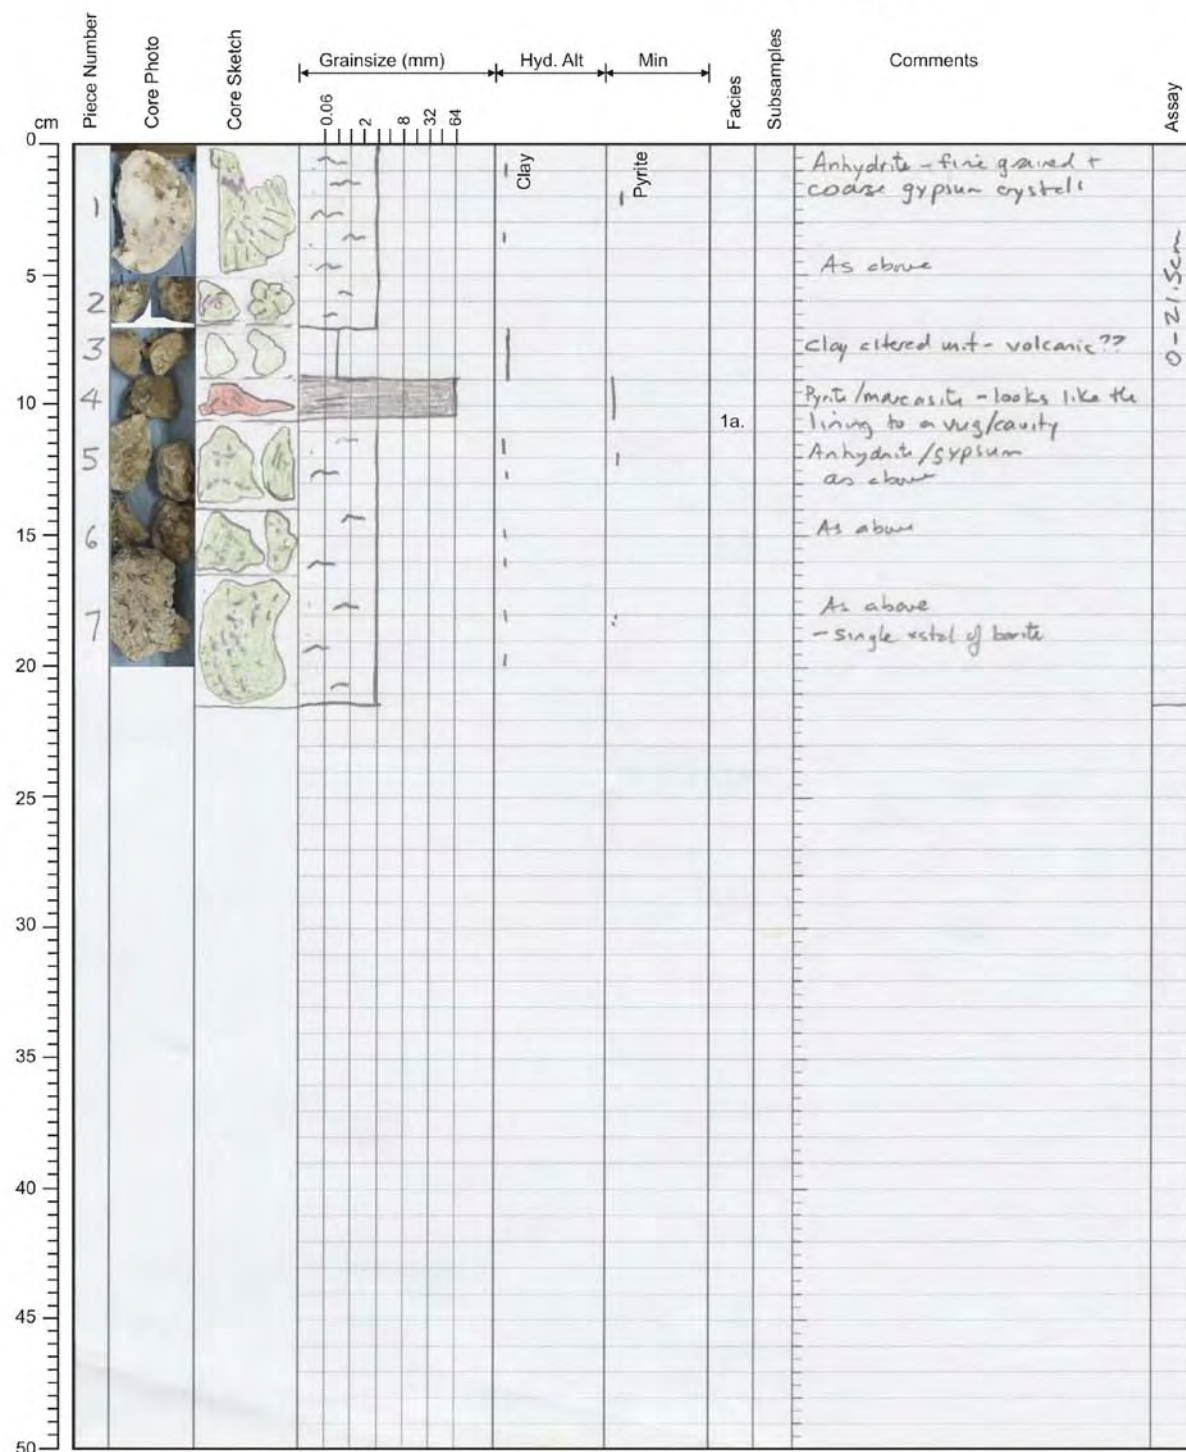 Piece Number
Core Photo
Core Sketch
Grainsize (mm)
Hyd. Alt
Min
Facies
Subsamples
Comments
Assay
cm
0.06
2
8
32
64
0
Clay
Pyrite
Anhydrite - fine grained +
coarse gypsum crystals
1
As above
5
2
0-21.5cm
3
Clay altered unit - volcanic??
4
Pyrite/marcasite - looks like the
10
1a.
lining to a vug/cavity
5
Anhydrite/gypsum
as above
15
6
As above
7
As above
- single xstal of barite
20
25
30
35
40
45
50